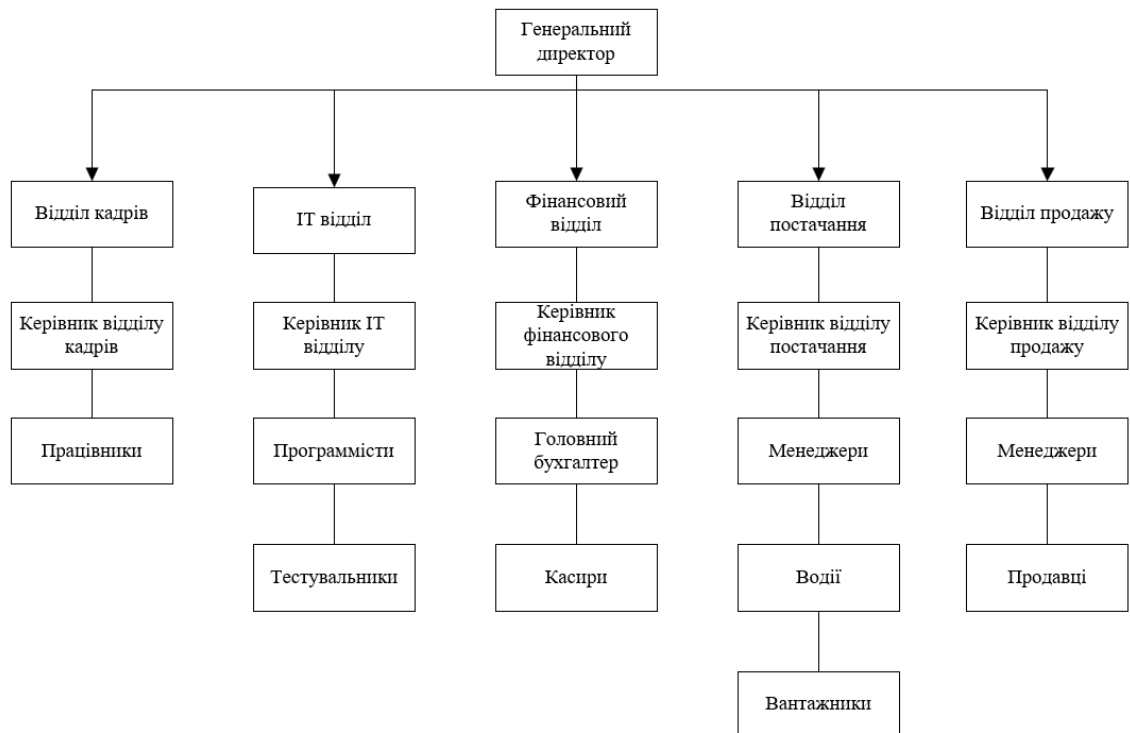 Генеральний
директор
Відділ кадрів
ІТ відділ
Фінансовий
відділ
Відділ
постачання
Відділ продажу
Керівник відділу
кадрів
Керівник ІТ
відділу
Керівник
фінансового
відділу
Керівник відділу
постачання
Керівник відділу
продажу
Працівники
Программісти
Головний
бухгалтер
Менеджери
Менеджери
Тестувальники
Касири
Водії
Продавці
Вантажники